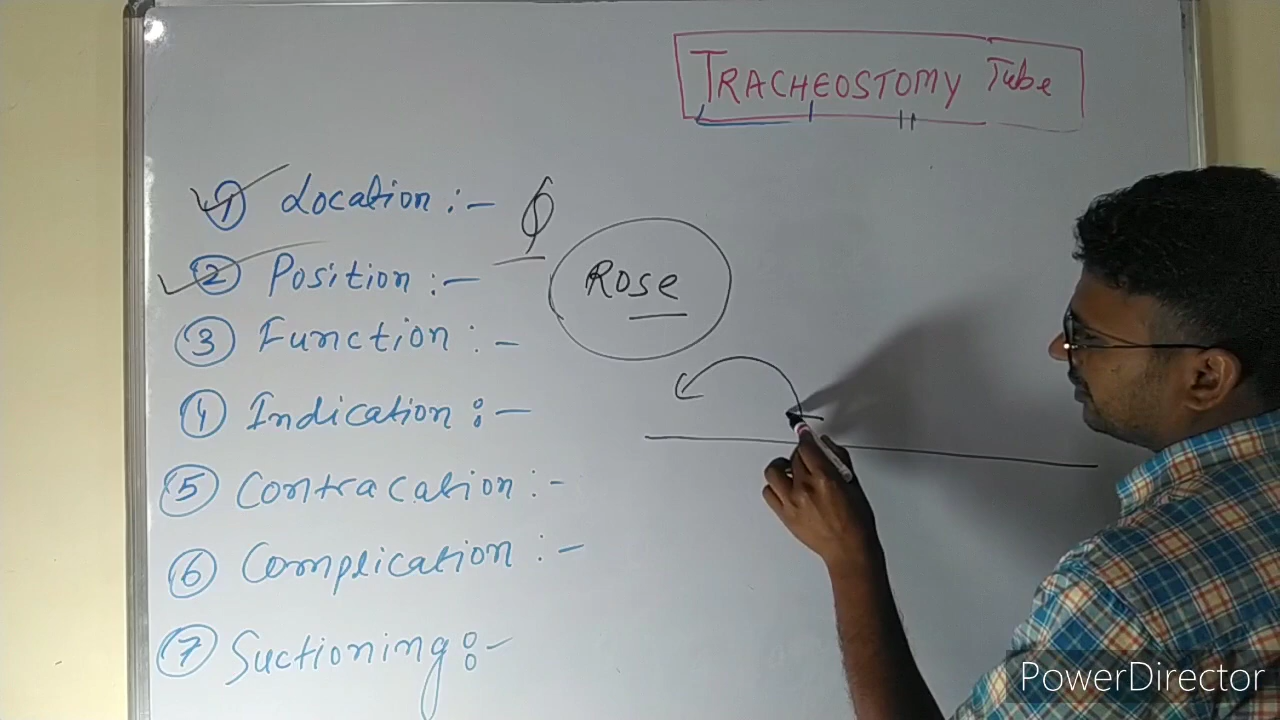 TRACHEOSTOMY Tube
① Location :-
② Position :- Rose
③ Function :-
④ Indication :-
⑤ Contracation :-
⑥ Complication :-
⑦ Suctioning :-
PowerDirector